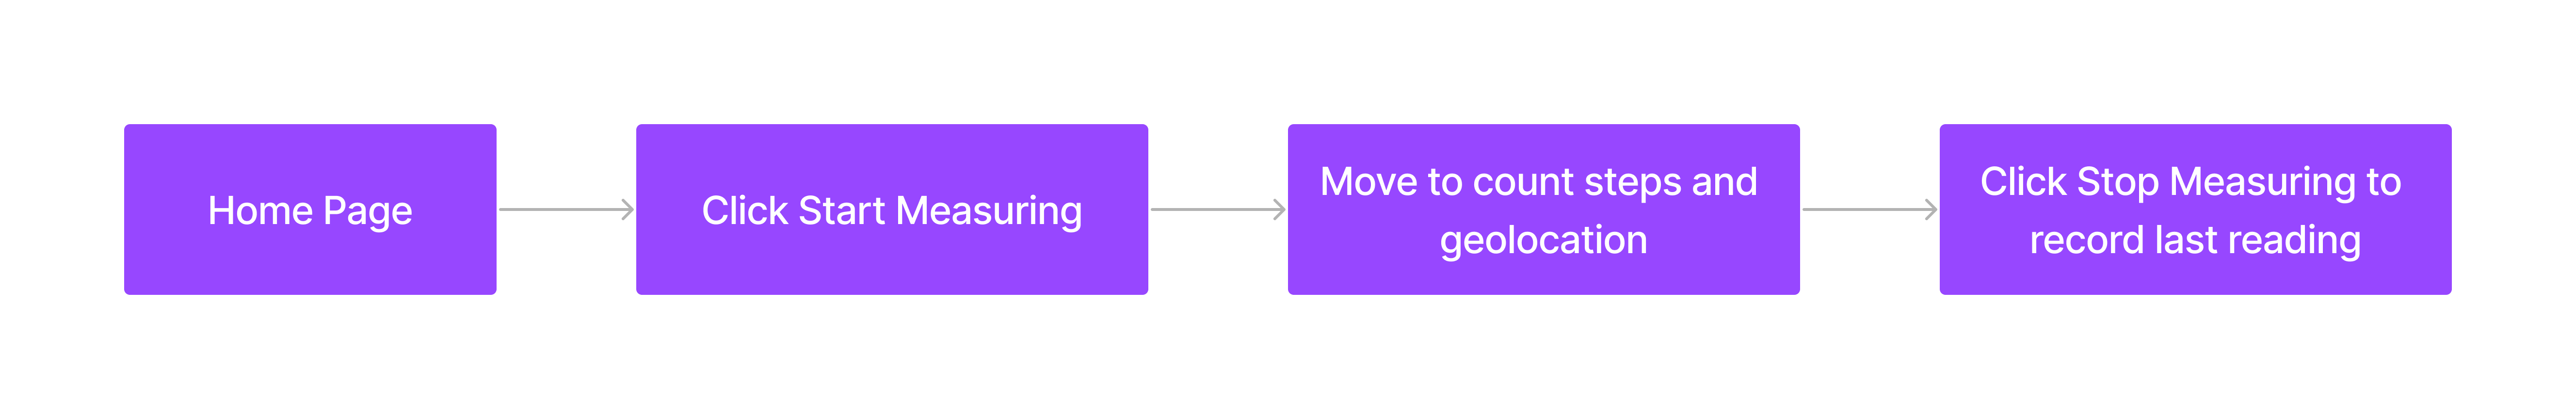 Home Page
Click Start Measuring
Move to count steps and
geolocation
Click Stop Measuring to
record last reading